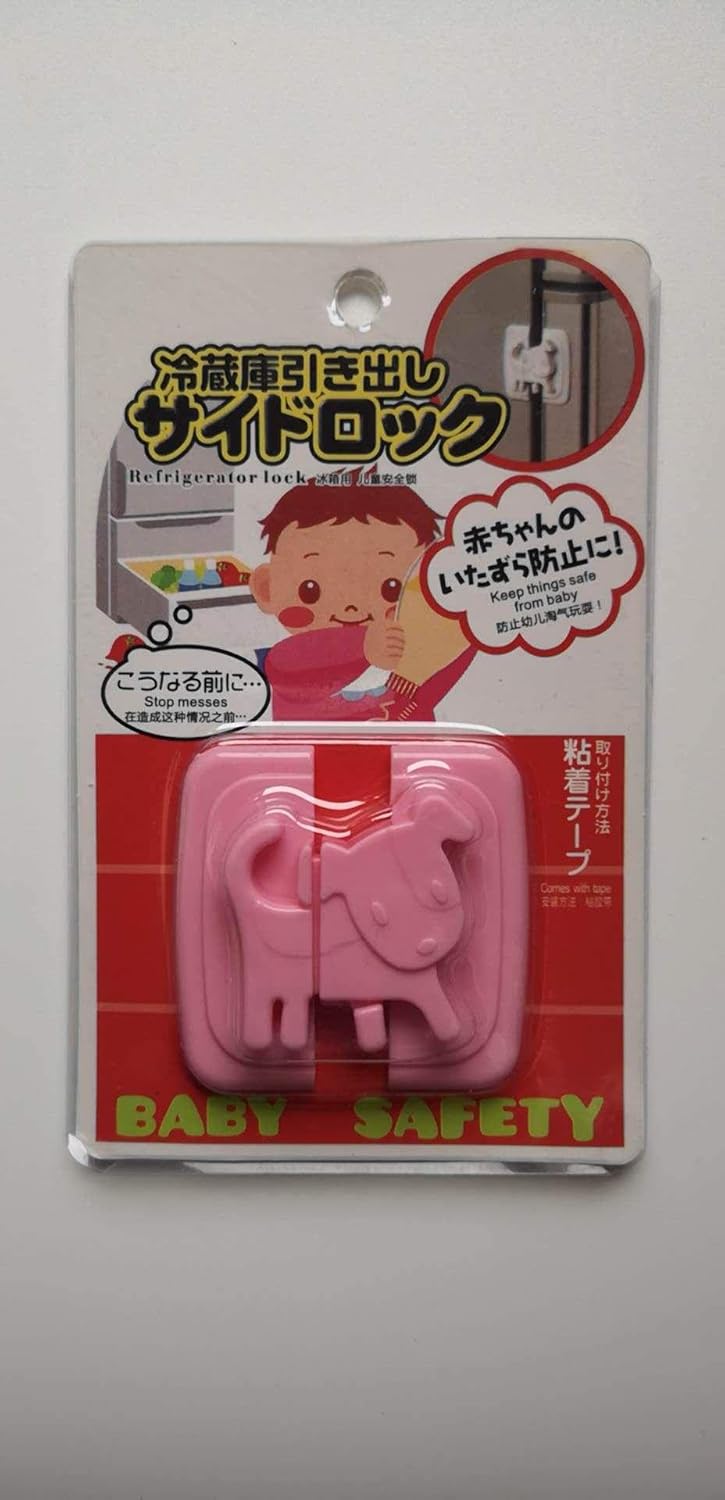 冷蔵庫引き出し
サイドロック
Refrigerator lock 冰箱用 儿童安全锁
赤ちゃんの
いたずら防止に!
Keep things safe
from baby
防止幼儿淘气玩耍!
こうなる前に…
Stop messes
在造成这种情况之前…
取り付け方法
粘着テープ
Comes with tape
安装方法 粘胶带
BABY SAFETY